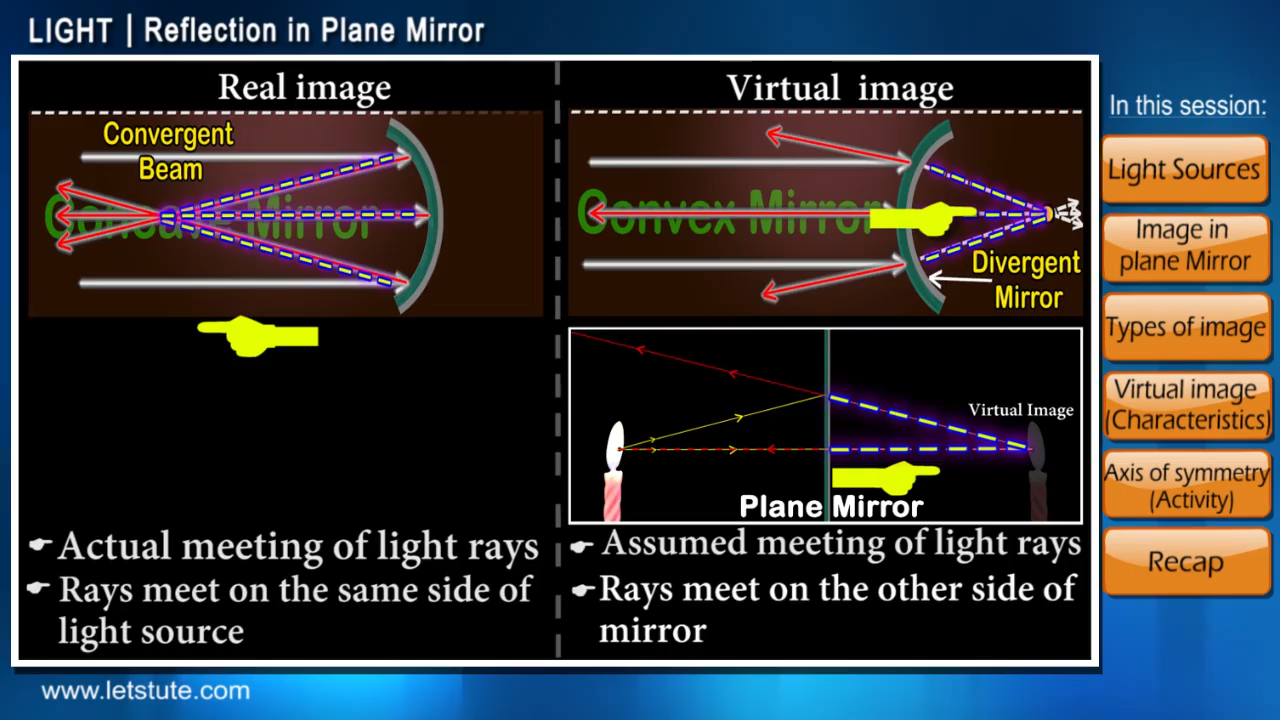 LIGHT | Reflection in Plane Mirror
Real image
Convergent
Beam
Concave Mirror
Actual meeting of light rays
Rays meet on the same side of
light source
Virtual image
Convex Mirror
Divergent
Mirror
Virtual Image
Plane Mirror
Assumed meeting of light rays
Rays meet on the other side of
mirror
In this session:
Light Sources
Image in
plane Mirror
Types of image
Virtual image
(Characteristics)
Axis of symmetry
(Activity)
Recap
www.letstute.com